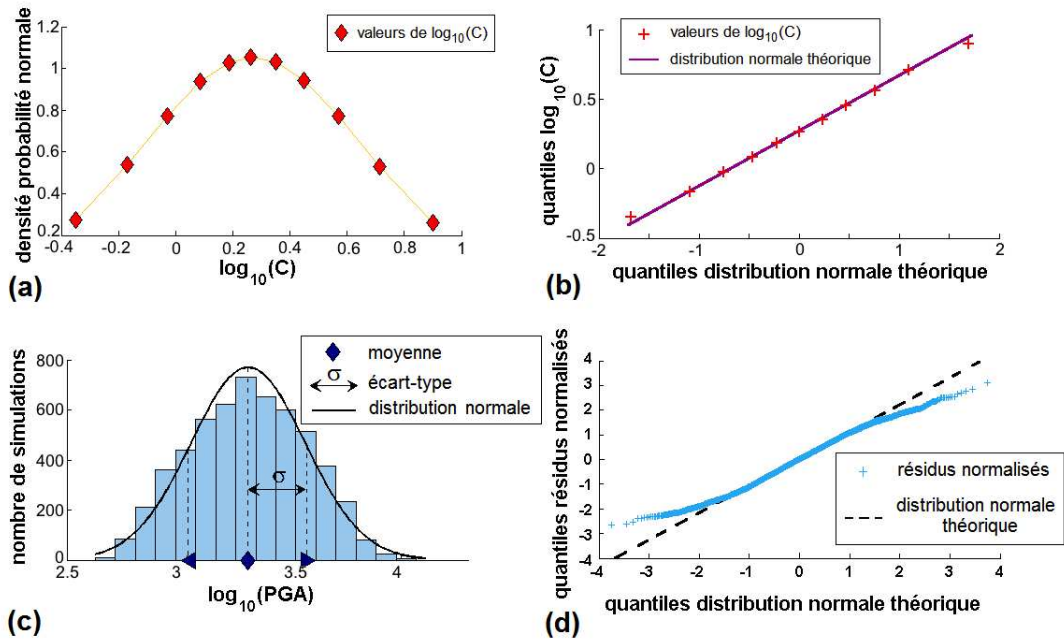 densité probabilité normale
1.4
1.2
1.0
0.8
0.6
0.4
0.2
-0.4
-0.2
0
0.2
0.4
0.6
0.8
1
valeurs de log10(C)
log10(C)
(a)
quantiles log10(C)
1.0
0.5
0
-0.5
-2
-1
0
1
2
valeurs de log10(C)
distribution normale théorique
quantiles distribution normale théorique
(b)
nombre de simulations
800
600
400
200
0
2.5
3
3.5
4
σ
moyenne
σ
écart-type
distribution normale
log10(PGA)
(c)
quantiles résidus normalisés
4
3
2
1
0
-1
-2
-3
-4
-4
-3
-2
-1
0
1
2
3
4
résidus normalisés
distribution normale
théorique
quantiles distribution normale théorique
(d)